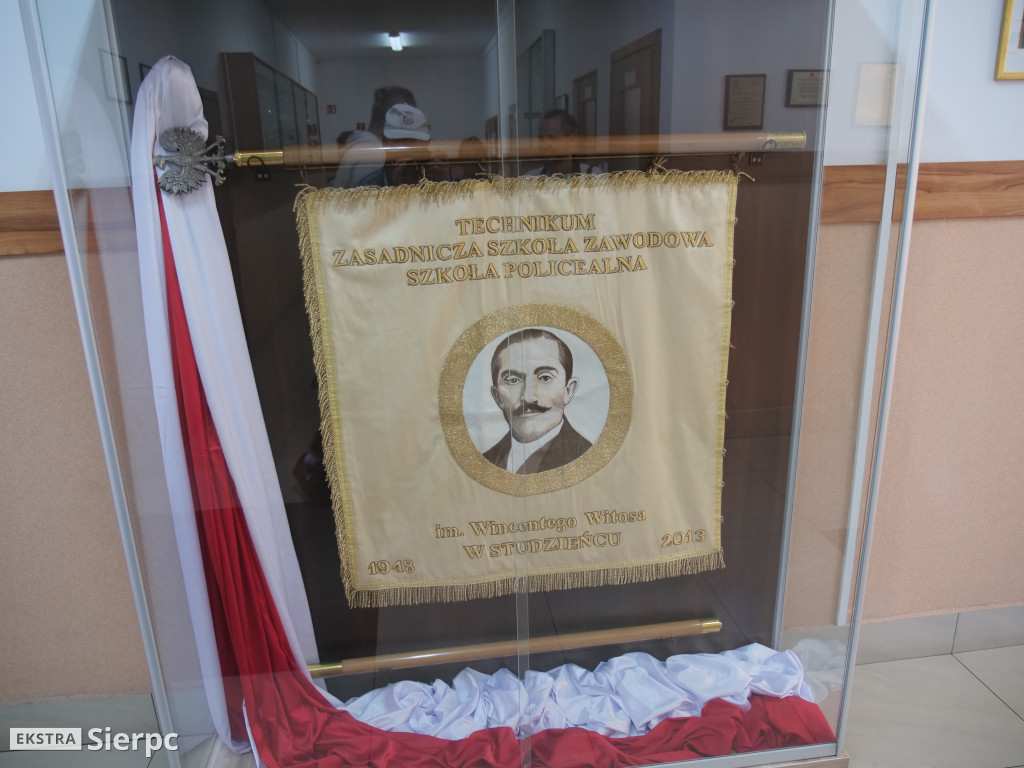 TECHNIKUM
ZASADNICZA SZKOŁA ZAWODOWA
SZKOŁA POLICEALNA
im. Wincentego Witosa
W STUDZIEŃCU
1948 2013
EKSTRA Sierpc